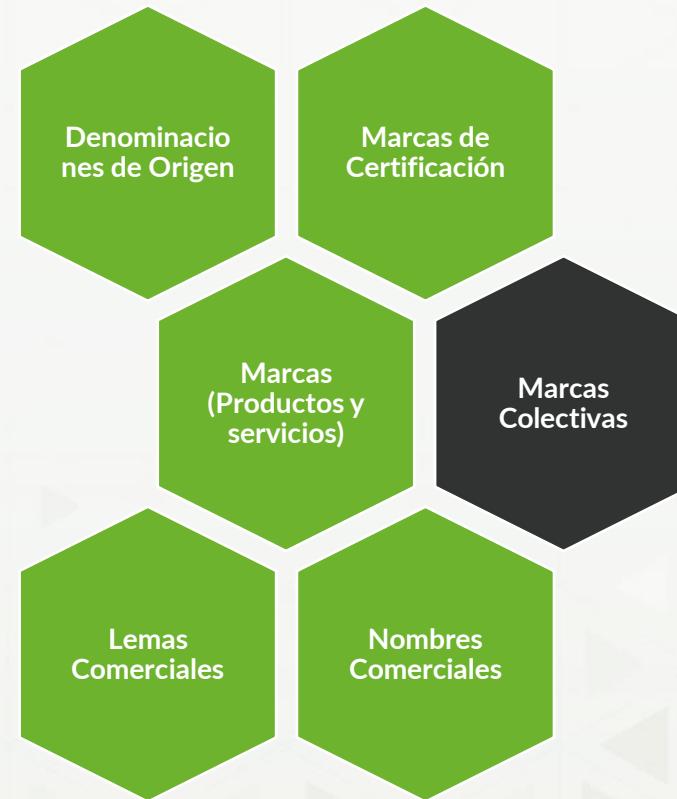 Denominacio
nes de Origen
Marcas de
Certificación
Marcas
(Productos y
servicios)
Marcas
Colectivas
Lemas
Comerciales
Nombres
Comerciales